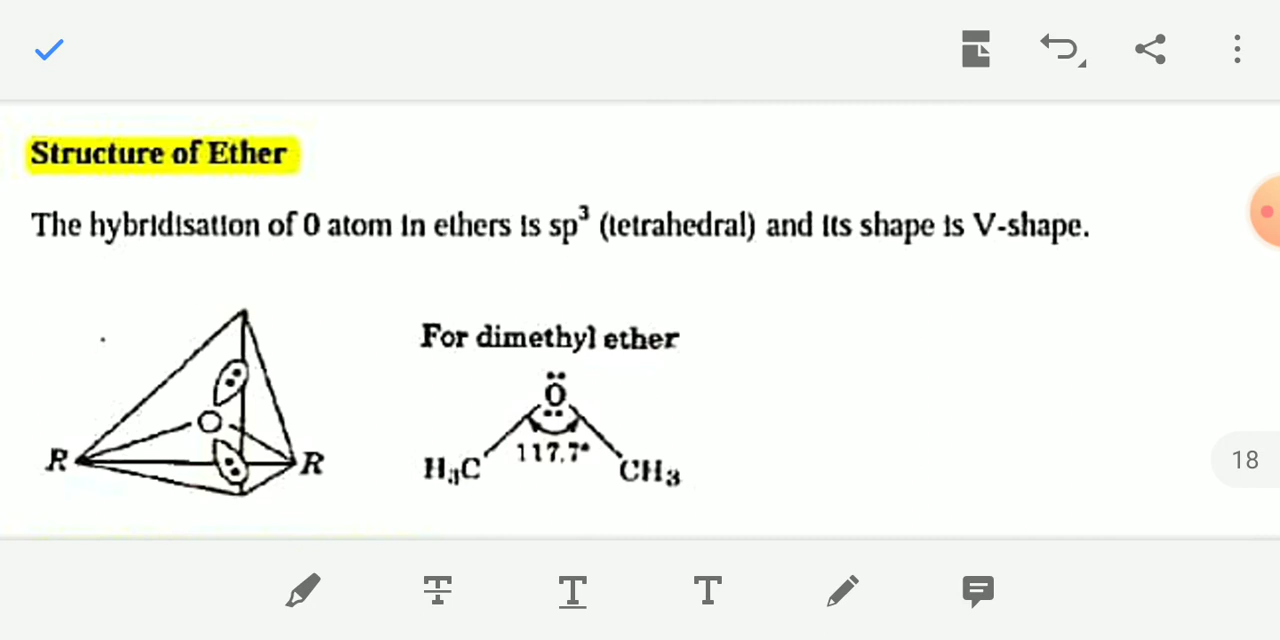 Structure of Ether
The hybridisation of O atom in ethers is sp³ (tetrahedral) and its shape is V-shape.
For dimethyl ether
Ö
117.7°
H₃C
CH₃
R
O
R
18